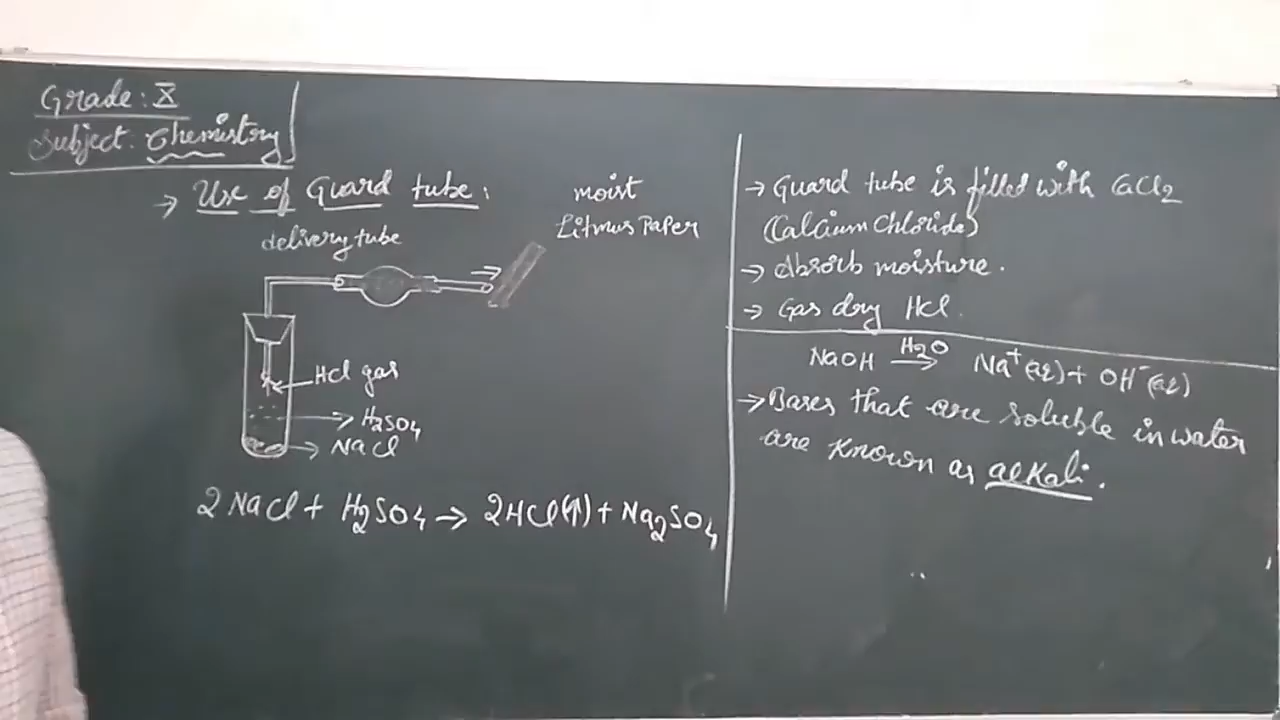 Grade: X
Subject: Chemistry
→ Use of Guard tube:
delivery tube
moist
Litmus Paper
HCl gas
H₂SO₄
NaCl
2NaCl + H₂SO₄ → 2HCl(↑) + Na₂SO₄
→ Guard tube is filled with CaCl₂
(Calcium Chloride)
→ Absorb moisture.
→ Gas dry HCl.
NaOH H₂O → Na⁺(aq) + OH⁻(aq)
→ Bases that are soluble in water
are known as alkali.